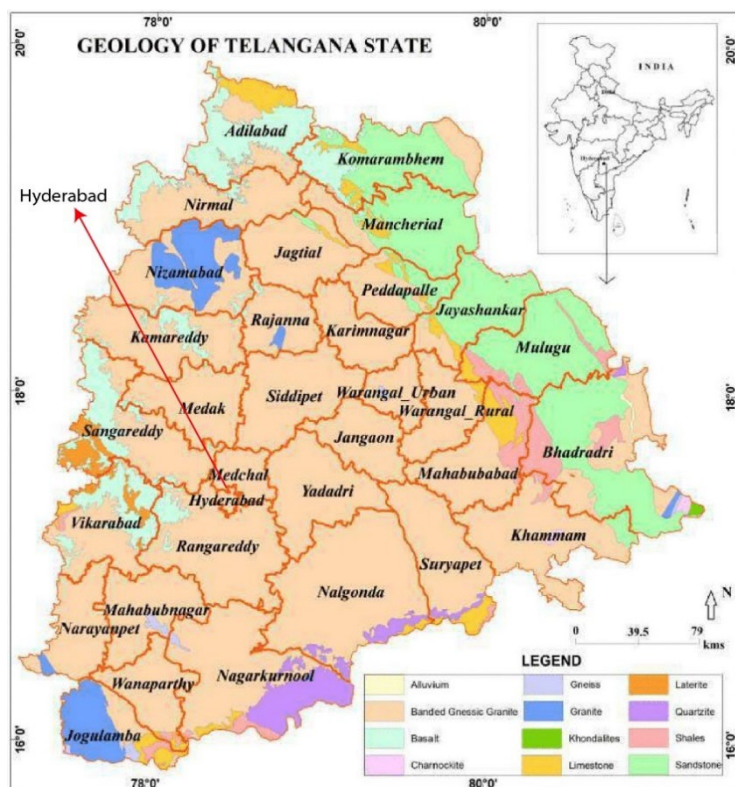 78°0'
80°0'
20°0'
20°0'
GEOLOGY OF TELANGANA STATE
INDIA
Delhi
Hyderabad
Adilabad
Komarambhem
Hyderabad
Nirmal
Mancherial
Nizamabad
Jagtial
Peddapalle
Jayashankar
Kamareddy
Rajanna
Karimnagar
Mulugu
18°0'
18°0'
Medak
Siddipet
Warangal_Urban
Warangal_Rural
Sangareddy
Jangaon
Bhadradri
Medchal
Mahabubabad
Hyderabad
Yadadri
Vikarabad
Rangareddy
Khammam
Suryapet
Nalgonda
N
Mahabubnagar
Narayanpet
0 39.5 79
kms
Nagarkurnool
Wanaparthy
LEGEND
Alluvium
Gneiss
Laterite
Banded Gnessic Granite
Granite
Quartzite
Basalt
Khondalites
Shales
Charnockite
Limestone
Sandstone
Jogulamba
16°0'
16°0'
78°0'
80°0'